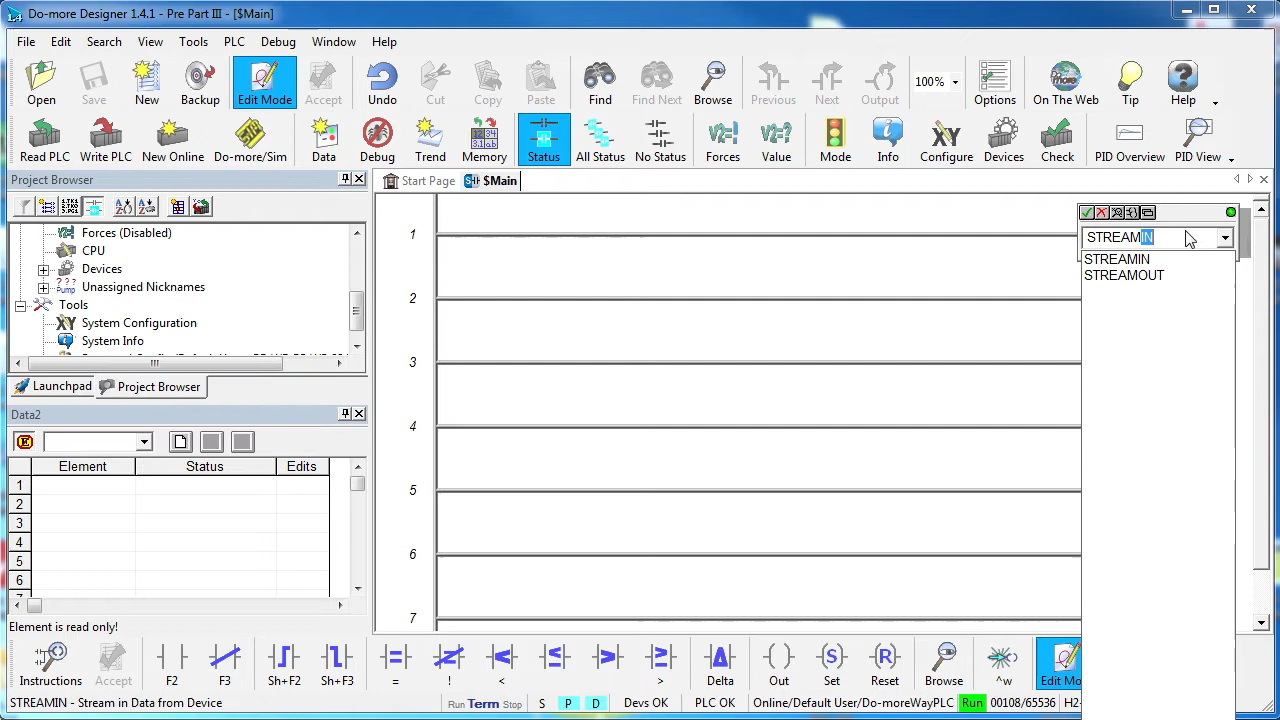 Do-more Designer 1.4.1 - Pre Part III - [$Main]
File Edit Search View Tools PLC Debug Window Help
Open Save New Backup Edit Mode Accept Undo Cut Copy Paste Find Find Next Browse Previous Next Output 100% Options On The Web Tip Help
Read PLC Write PLC New Online Do-more/Sim Data Debug Trend Memory Status All Status No Status Forces Value Mode Info Configure Devices Check PID Overview PID View
Project Browser
Start Page $Main
Forces (Disabled)
CPU
Devices
Unassigned Nicknames
Tools
System Configuration
System Info
Launchpad Project Browser
Data2
Element Status Edits
1
2
3
4
5
6
Element is read only!
1
2
3
4
5
6
7
STREAMIN
STREAMIN
STREAMOUT
Instructions Accept F2 F3 Sh+F2 Sh+F3 = ! < > Delta Out Set Reset Browse ^w Edit Mo
STREAMIN - Stream in Data from Device Run Term Stop S P D Devs OK PLC OK Online/Default User/Do-moreWayPLC Run 00108/65536 H2-